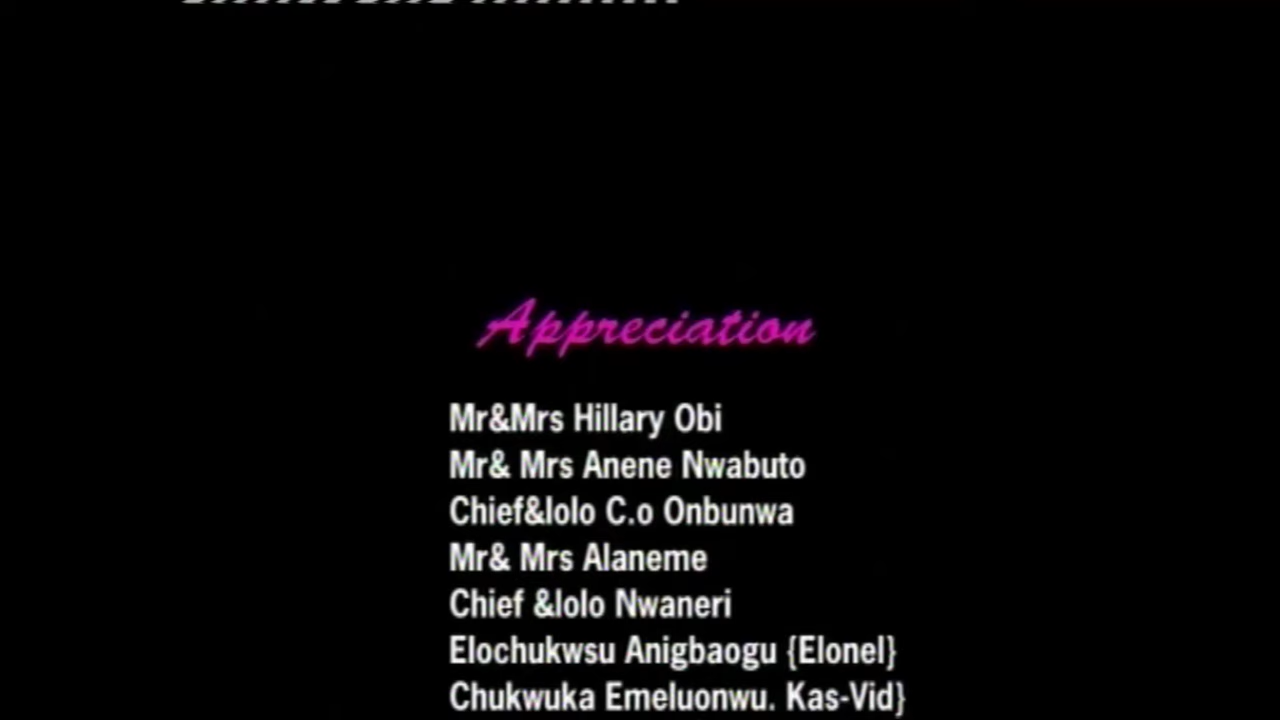 Appreciation
Mr&Mrs Hillary Obi
Mr& Mrs Anene Nwabuto
Chief&lolo C.o Onbunwa
Mr& Mrs Alaneme
Chief &lolo Nwaneri
Elochukwsu Anigbaogu {Elonel}
Chukwuka Emeluonwu. Kas-Vid}